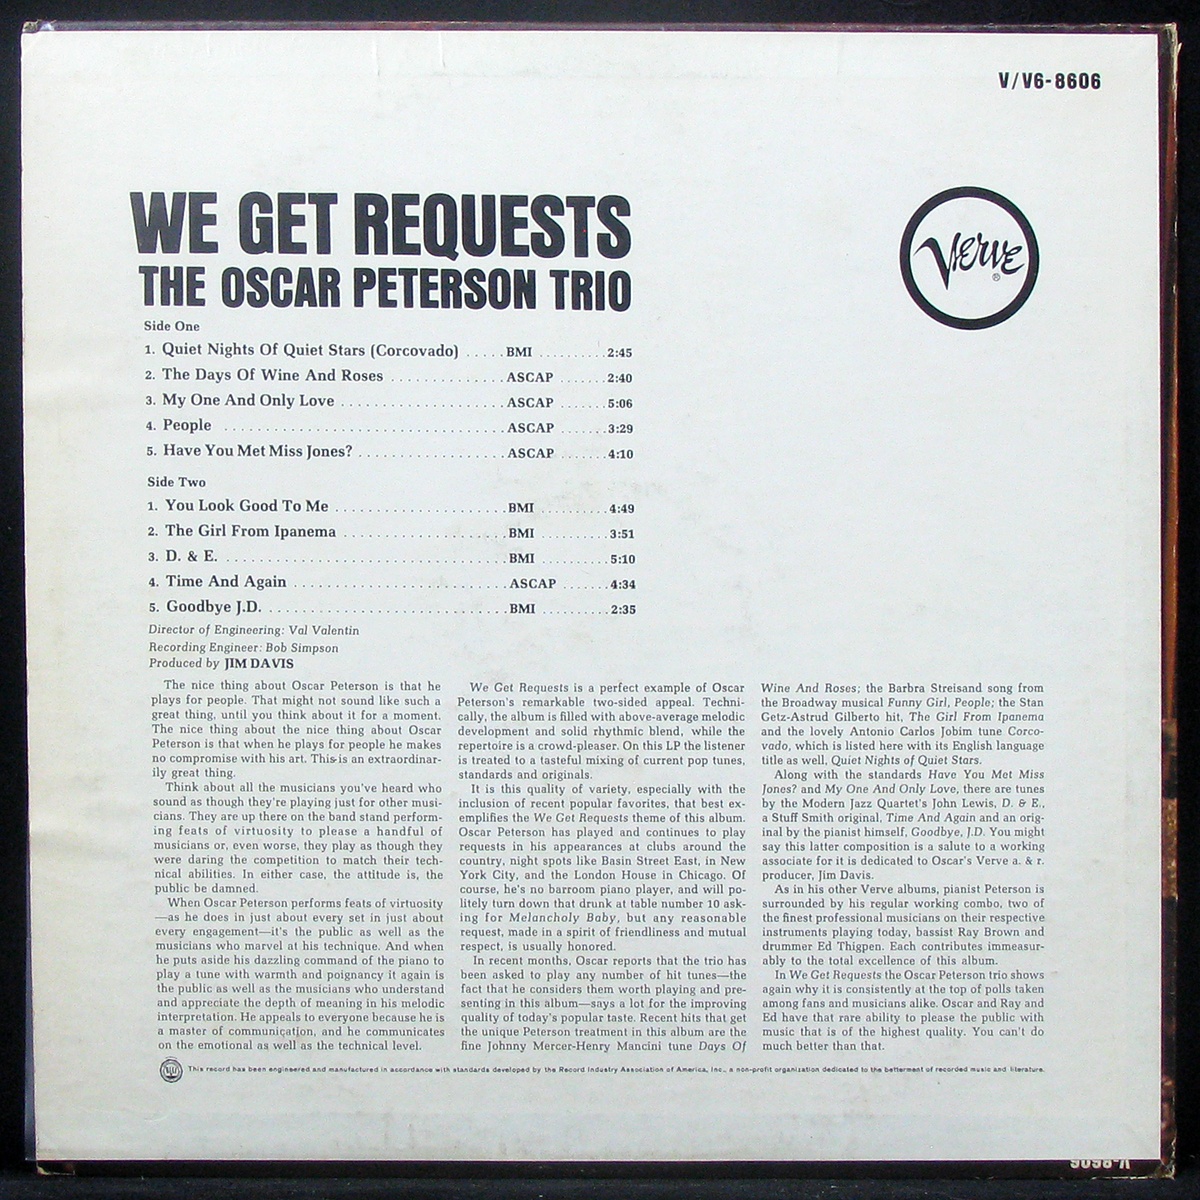 V/V6-8606
WE GET REQUESTS
THE OSCAR PETERSON TRIO
Verve
®
Side One
1. Quiet Nights Of Quiet Stars (Corcovado) ..... BMI .......... 2:45
2. The Days Of Wine And Roses .............. ASCAP ....... 2:40
3. My One And Only Love .................... ASCAP ....... 5:06
4. People .................................. ASCAP ....... 3:29
5. Have You Met Miss Jones? .................. ASCAP ....... 4:10
Side Two
1. You Look Good To Me ..................... BMI .......... 4:49
2. The Girl From Ipanema .................... BMI .......... 3:51
3. D. & E. .................................. BMI .......... 5:10
4. Time And Again .......................... ASCAP ....... 4:34
5. Goodbye J.D. ............................. BMI .......... 2:35
Director of Engineering: Val Valentin
Recording Engineer: Bob Simpson
Produced by JIM DAVIS
The nice thing about Oscar Peterson is that he
plays for people. That might not sound like such a
great thing, until you think about it for a moment.
The nice thing about the nice thing about Oscar
Peterson is that when he plays for people he makes
no compromise with his art. This is an extraordinar-
ily great thing.
Think about all the musicians you've heard who
sound as though they're playing just for other musi-
cians. They are up there on the band stand perform-
ing feats of virtuosity to please a handful of
musicians or, even worse, they play as though they
were daring the competition to match their tech-
nical abilities. In either case, the attitude is, the
public be damned.
When Oscar Peterson performs feats of virtuosity
—as he does in just about every set in just about
every engagement—it's the public as well as the
musicians who marvel at his technique. And when
he puts aside his dazzling command of the piano to
play a tune with warmth and poignancy it again is
the public as well as the musicians who understand
and appreciate the depth of meaning in his melodic
interpretation. He appeals to everyone because he is
a master of communication, and he communicates
on the emotional as well as the technical level.
We Get Requests is a perfect example of Oscar
Peterson's remarkable two-sided appeal. Techni-
cally, the album is filled with above-average melodic
development and solid rhythmic blend, while the
repertoire is a crowd-pleaser. On this LP the listener
is treated to a tasteful mixing of current pop tunes,
standards and originals.
It is this quality of variety, especially with the
inclusion of recent popular favorites, that best ex-
emplifies the We Get Requests theme of this album.
Oscar Peterson has played and continues to play
requests in his appearances at clubs around the
country, night spots like Basin Street East, in New
York City, and the London House in Chicago. Of
course, he's no barroom piano player, and will po-
litely turn down that drunk at table number 10 ask-
ing for Melancholy Baby, but any reasonable
request, made in a spirit of friendliness and mutual
respect, is usually honored.
In recent months, Oscar reports that the trio has
been asked to play any number of hit tunes—the
fact that he considers them worth playing and pre-
senting in this album—says a lot for the improving
quality of today's popular taste. Recent hits that get
the unique Peterson treatment in this album are the
fine Johnny Mercer-Henry Mancini tune Days Of
Wine And Roses; the Barbra Streisand song from
the Broadway musical Funny Girl, People; the Stan
Getz-Astrud Gilberto hit, The Girl From Ipanema
and the lovely Antonio Carlos Jobim tune Corco-
vado, which is listed here with its English language
title as well, Quiet Nights of Quiet Stars.
Along with the standards Have You Met Miss
Jones? and My One And Only Love, there are tunes
by the Modern Jazz Quartet's John Lewis, D. & E.,
a Stuff Smith original, Time And Again and an orig-
inal by the pianist himself, Goodbye, J.D. You might
say this latter composition is a salute to a working
associate for it is dedicated to Oscar's Verve a. & r.
producer, Jim Davis.
As in his other Verve albums, pianist Peterson is
surrounded by his regular working combo, two of
the finest professional musicians on their respective
instruments playing today, bassist Ray Brown and
drummer Ed Thigpen. Each contributes immeasur-
ably to the total excellence of this album.
In We Get Requests the Oscar Peterson trio shows
again why it is consistently at the top of polls taken
among fans and musicians alike. Oscar and Ray and
Ed have that rare ability to please the public with
music that is of the highest quality. You can't do
much better than that.
This record has been engineered and manufactured in accordance with standards developed by the Record Industry Association of America, Inc., a non-profit organization dedicated to the betterment of recorded music and literature.
V-8606